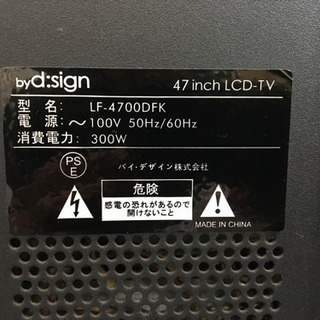 by d:sign 47 inch LCD-TV
型 名: LF-4700DFK
電 源: ～100V 50Hz/60Hz
消費電力: 300W
PS
E
バイ・デザイン株式会社
危険
感電の恐れがあるので
開けないこと
MADE IN CHINA